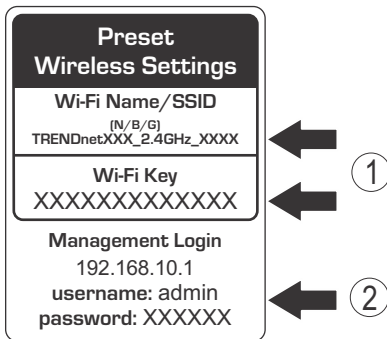 Preset
Wireless Settings
Wi-Fi Name/SSID
(N/B/G)
TRENDnetXXX_2.4GHz_XXXX
1
Wi-Fi Key
XXXXXXXXXXXXX
Management Login
192.168.10.1
username: admin
2
password: XXXXXX